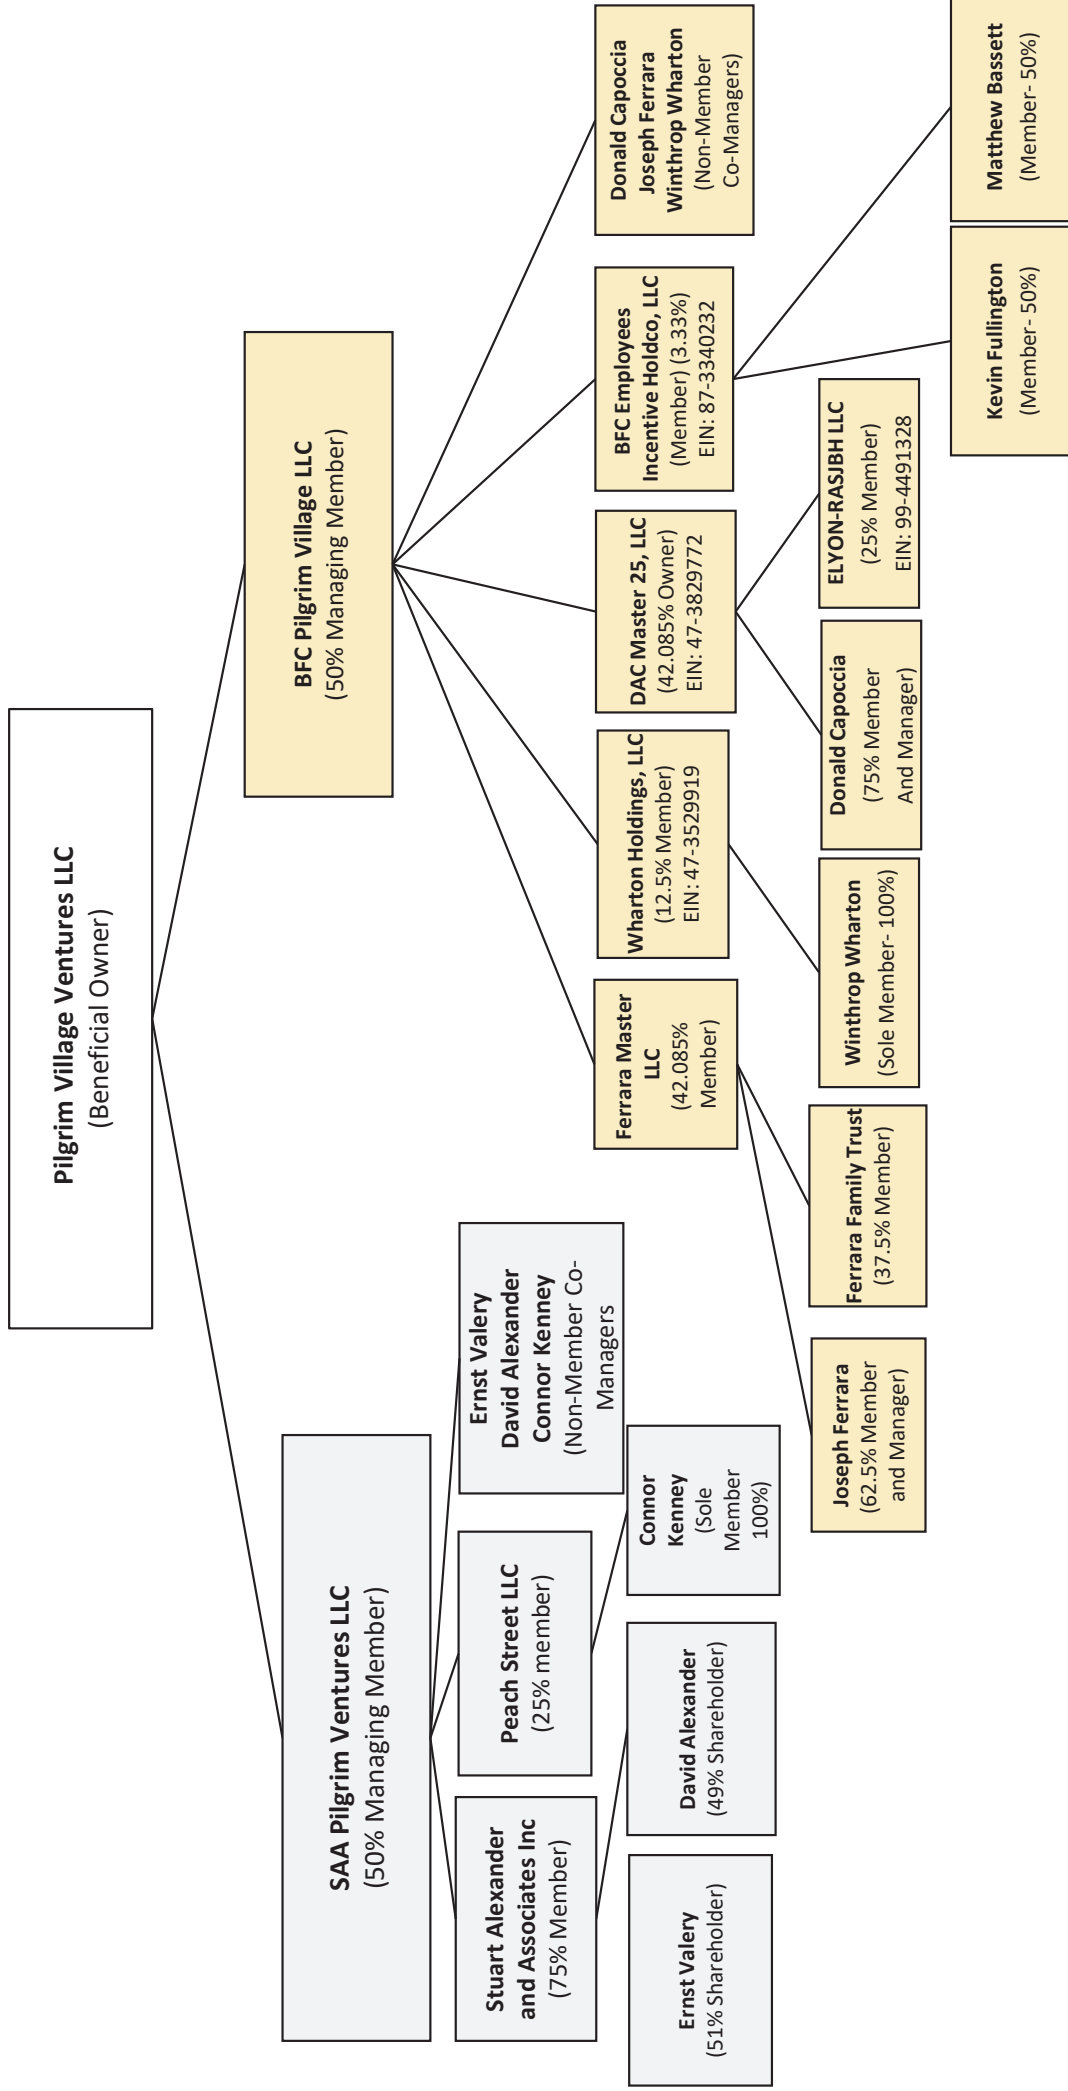 Pilgrim Village Ventures LLC
(Beneficial Owner)
SAA Pilgrim Ventures LLC
(50% Managing Member)
BFC Pilgrim Village LLC
(50% Managing Member)
Stuart Alexander
and Associates Inc
(75% Member)
Peach Street LLC
(25% member)
Ernst Valery
David Alexander
Connor Kenney
(Non-Member Co-
Managers
Ferrara Master
LLC
(42.085%
Member)
Wharton Holdings, LLC
(12.5% Member)
EIN: 47-3529919
DAC Master 25, LLC
(42.085% Owner)
EIN: 47-3829772
BFC Employees
Incentive Holdco, LLC
(Member) (3.33%)
EIN: 87-3340232
Donald Capoccia
Joseph Ferrara
Winthrop Wharton
(Non-Member
Co-Managers)
Ernst Valery
(51% Shareholder)
David Alexander
(49% Shareholder)
Connor
Kenney
(Sole
Member
100%)
Joseph Ferrara
(62.5% Member
and Manager)
Ferrara Family Trust
(37.5% Member)
Winthrop Wharton
(Sole Member- 100%)
Donald Capoccia
(75% Member
And Manager)
ELYON-RASJBH LLC
(25% Member)
EIN: 99-4491328
Kevin Fullington
(Member- 50%)
Matthew Bassett
(Member- 50%)